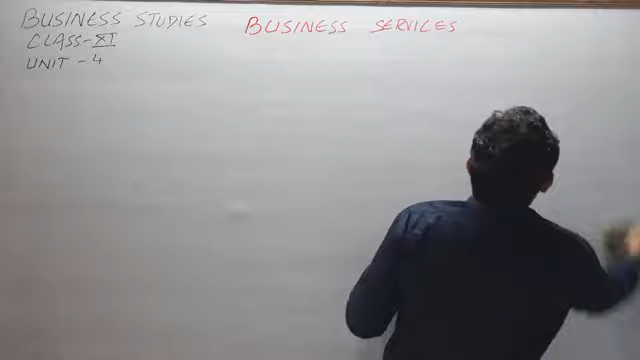 BUSINESS STUDIES
CLASS-XI
UNIT - 4
BUSINESS SERVICES